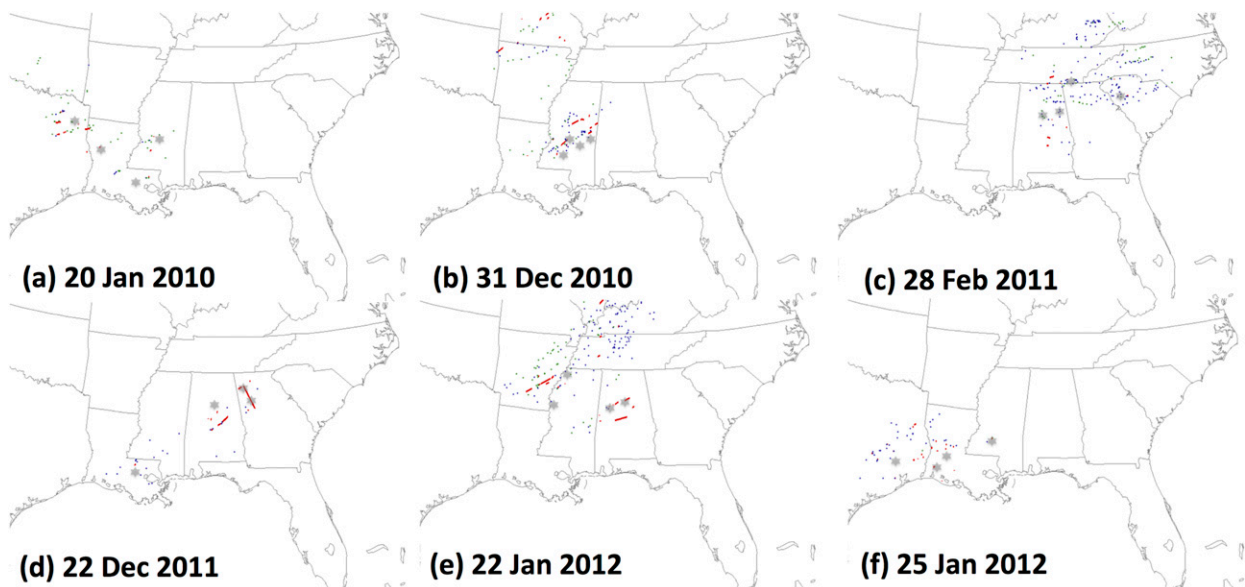 (a) 20 Jan 2010
(b) 31 Dec 2010
(c) 28 Feb 2011
(d) 22 Dec 2011
(e) 22 Jan 2012
(f) 25 Jan 2012